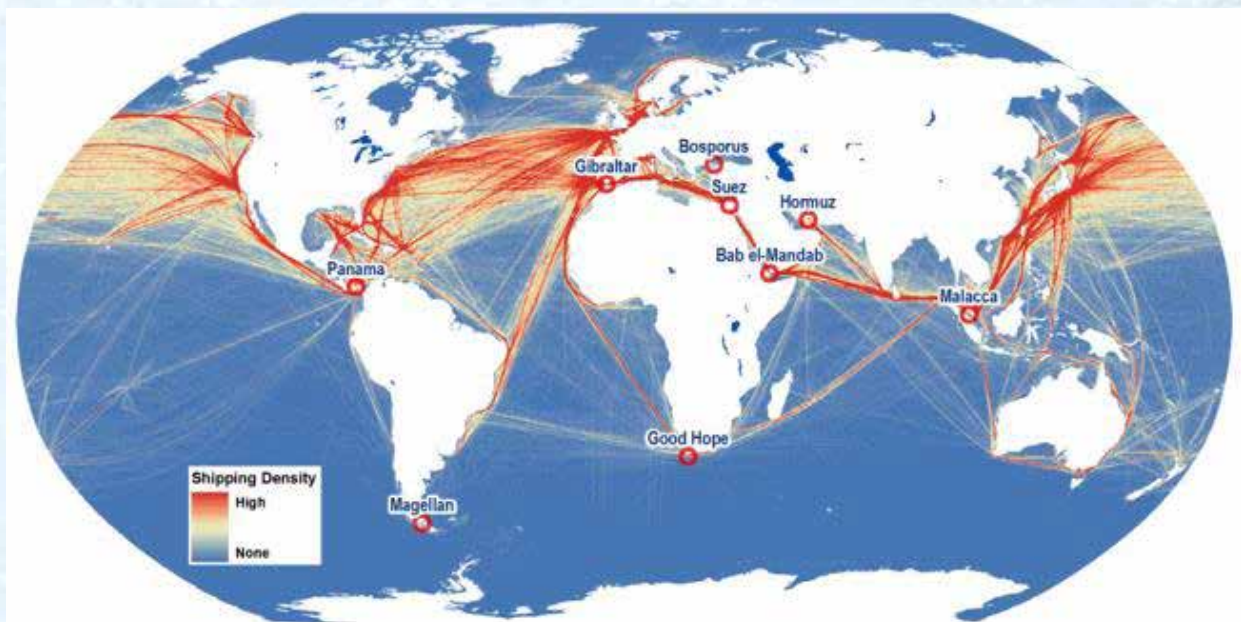 Bosporus
Gibraltar
Suez
Hormuz
Bab el-Mandab
Panama
Malacca
Good Hope
Shipping Density
High
None
Magellan